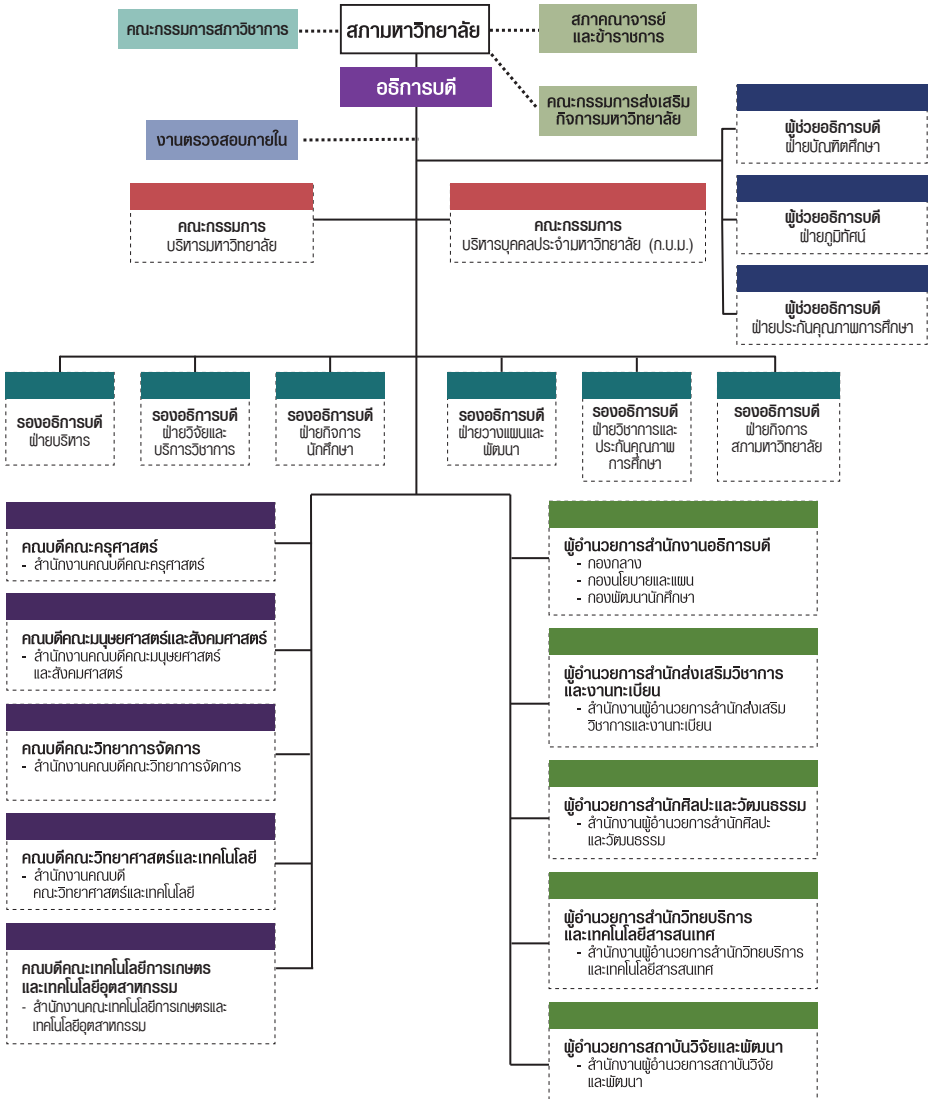 คณะกรรมการสภาวิชาการ
สภามหาวิทยาลัย
สภาคณาจารย์
และข้าราชการ
อธิการบดี
คณะกรรมการส่งเสริม
กิจการมหาวิทยาลัย
งานตรวจสอบภายใน
ผู้ช่วยอธิการบดี
ฝ่ายบัณฑิตศึกษา
ผู้ช่วยอธิการบดี
ฝ่ายภูมิทัศน์
ผู้ช่วยอธิการบดี
ฝ่ายประกันคุณภาพการศึกษา
คณะกรรมการ
บริหารมหาวิทยาลัย
คณะกรรมการ
บริหารบุคคลประจำมหาวิทยาลัย (ก.บ.ม.)
รองอธิการบดี
ฝ่ายบริหาร
รองอธิการบดี
ฝ่ายวิจัยและ
บริการวิชาการ
รองอธิการบดี
ฝ่ายกิจการ
นักศึกษา
รองอธิการบดี
ฝ่ายวางแผนและ
พัฒนา
รองอธิการบดี
ฝ่ายวิชาการและ
ประกันคุณภาพ
การศึกษา
รองอธิการบดี
ฝ่ายกิจการ
สภามหาวิทยาลัย
คณบดีคณะครุศาสตร์
- สำนักงานคณบดีคณะครุศาสตร์
คณบดีคณะมนุษยศาสตร์และสังคมศาสตร์
- สำนักงานคณบดีคณะมนุษยศาสตร์
และสังคมศาสตร์
คณบดีคณะวิทยาการจัดการ
- สำนักงานคณบดีคณะวิทยาการจัดการ
คณบดีคณะวิทยาศาสตร์และเทคโนโลยี
- สำนักงานคณบดี
คณะวิทยาศาสตร์และเทคโนโลยี
คณบดีคณะเทคโนโลยีการเกษตร
และเทคโนโลยีอุตสาหกรรม
- สำนักงานคณะเทคโนโลยีการเกษตรและ
เทคโนโลยีอุตสาหกรรม
ผู้อำนวยการสำนักงานอธิการบดี
- กองกลาง
- กองนโยบายและแผน
- กองพัฒนานักศึกษา
ผู้อำนวยการสำนักส่งเสริมวิชาการ
และงานทะเบียน
- สำนักงานผู้อำนวยการสำนักส่งเสริม
วิชาการและงานทะเบียน
ผู้อำนวยการสำนักศิลปะและวัฒนธรรม
- สำนักงานผู้อำนวยการสำนักศิลปะ
และวัฒนธรรม
ผู้อำนวยการสำนักวิทยบริการ
และเทคโนโลยีสารสนเทศ
- สำนักงานผู้อำนวยการสำนักวิทยบริการ
และเทคโนโลยีสารสนเทศ
ผู้อำนวยการสถาบันวิจัยและพัฒนา
- สำนักงานผู้อำนวยการสถาบันวิจัย
และพัฒนา